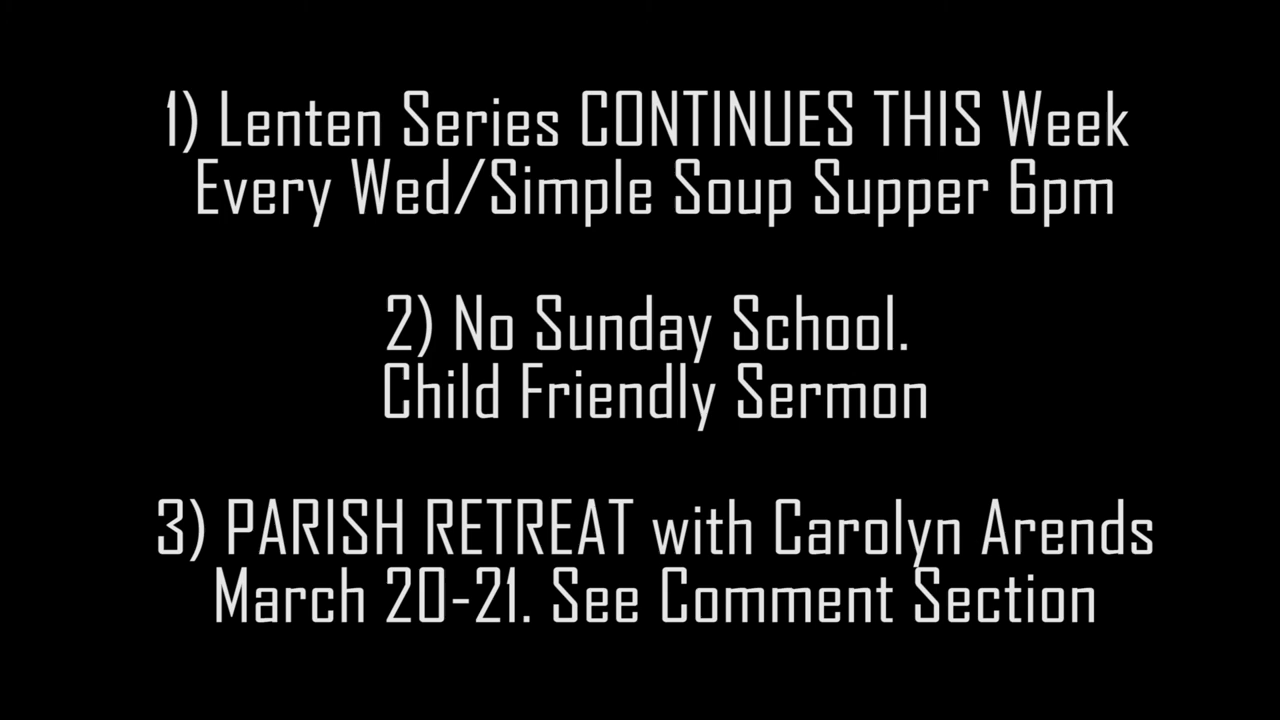 1) Lenten Series CONTINUES THIS Week
Every Wed/Simple Soup Supper 6pm
2) No Sunday School.
Child Friendly Sermon
3) PARISH RETREAT with Carolyn Arends
March 20-21. See Comment Section